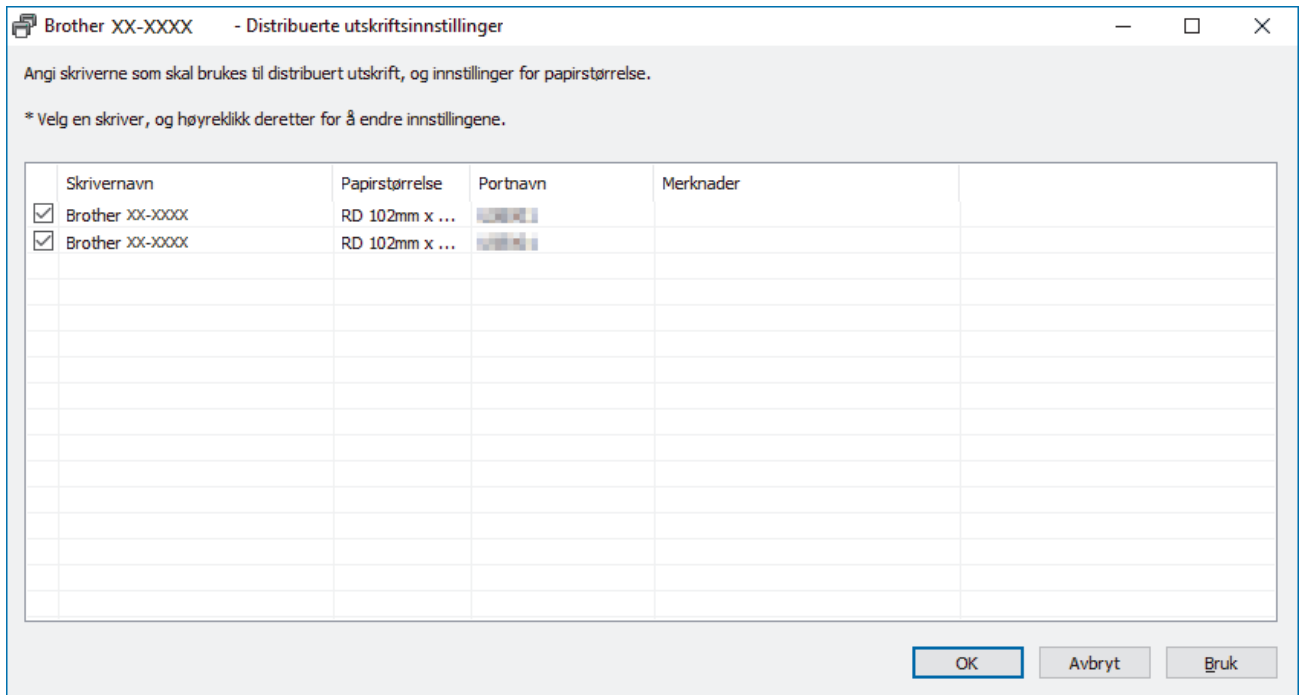 Brother XX-XXXX - Distribuerte utskriftsinnstillinger
Angi skriverne som skal brukes til distribuert utskrift, og innstillinger for papirstørrelse.
* Velg en skriver, og høyreklikk deretter for å endre innstillingene.
Skrivernavn Papirstørrelse Portnavn Merknader
Brother XX-XXXX RD 102mm x ...
Brother XX-XXXX RD 102mm x ...
OK Avbryt Bruk